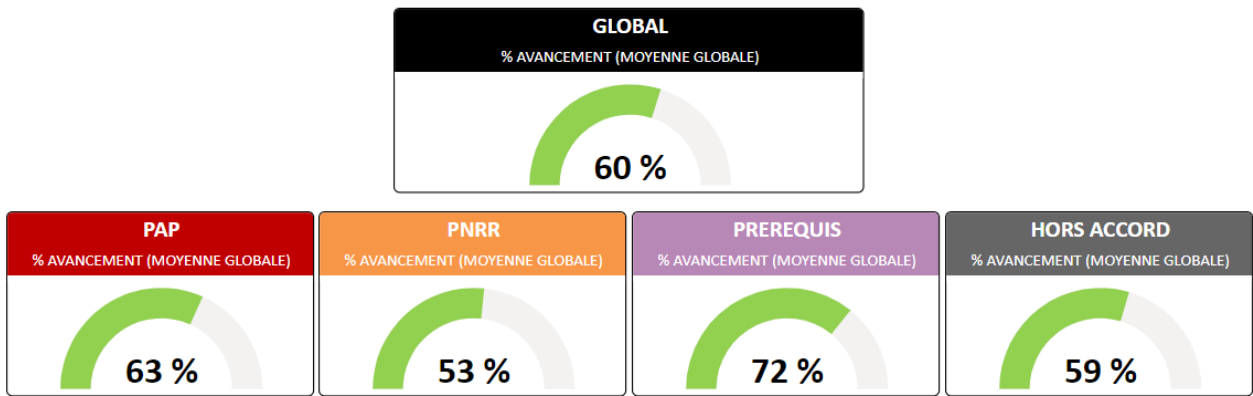 GLOBAL
% AVANCEMENT (MOYENNE GLOBALE)
60 %
PAP
% AVANCEMENT (MOYENNE GLOBALE)
63 %
PNRR
% AVANCEMENT (MOYENNE GLOBALE)
53 %
PREREQUIS
% AVANCEMENT (MOYENNE GLOBALE)
72 %
HORS ACCORD
% AVANCEMENT (MOYENNE GLOBALE)
59 %